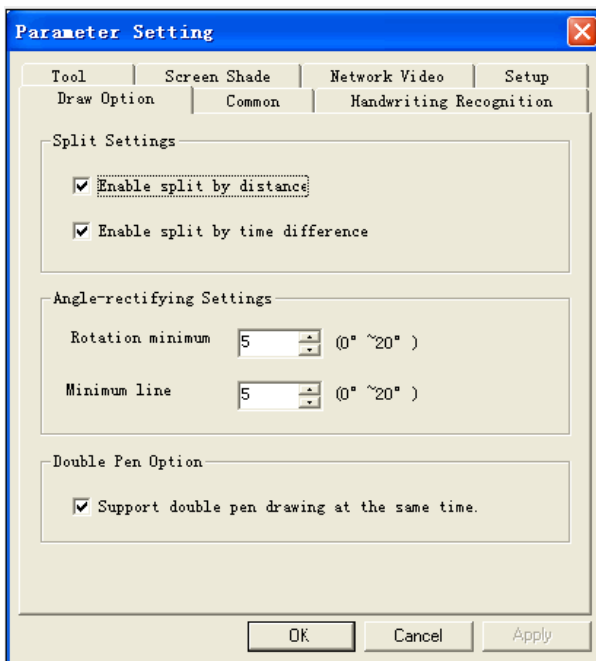 Parameter Setting
Tool Screen Shade Network Video Setup
Draw Option Common Handwriting Recognition
Split Settings
Enable split by distance
Enable split by time difference
Angle-rectifying Settings
Rotation minimum 5 (0° ~20° )
Minimum line 5 (0° ~20° )
Double Pen Option
Support double pen drawing at the same time.
OK Cancel Apply